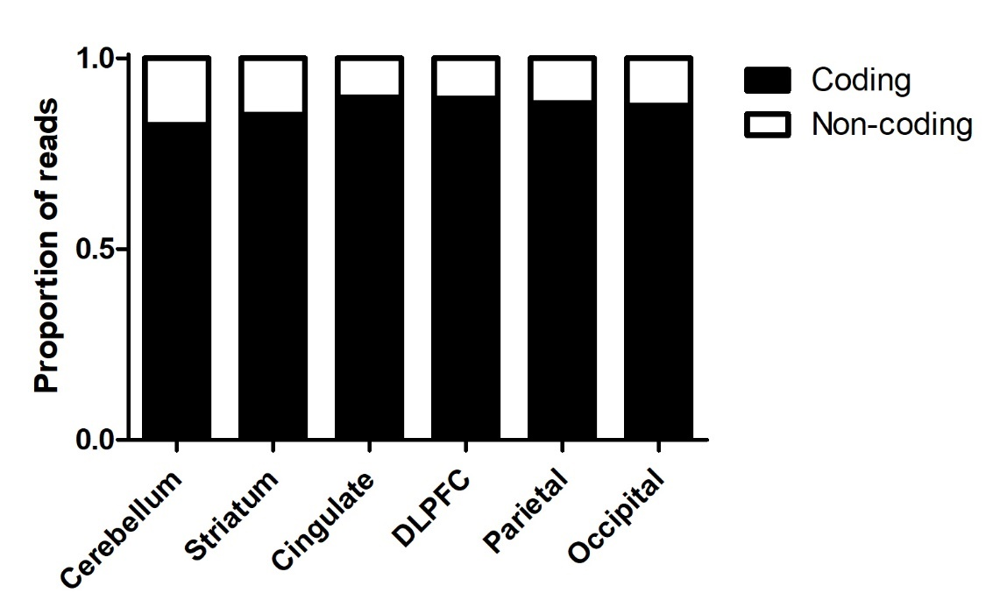 Proportion of reads
1.0
0.5
0.0
Cerebellum
Striatum
Cingulate
DLPFC
Parietal
Occipital
Coding
Non-coding